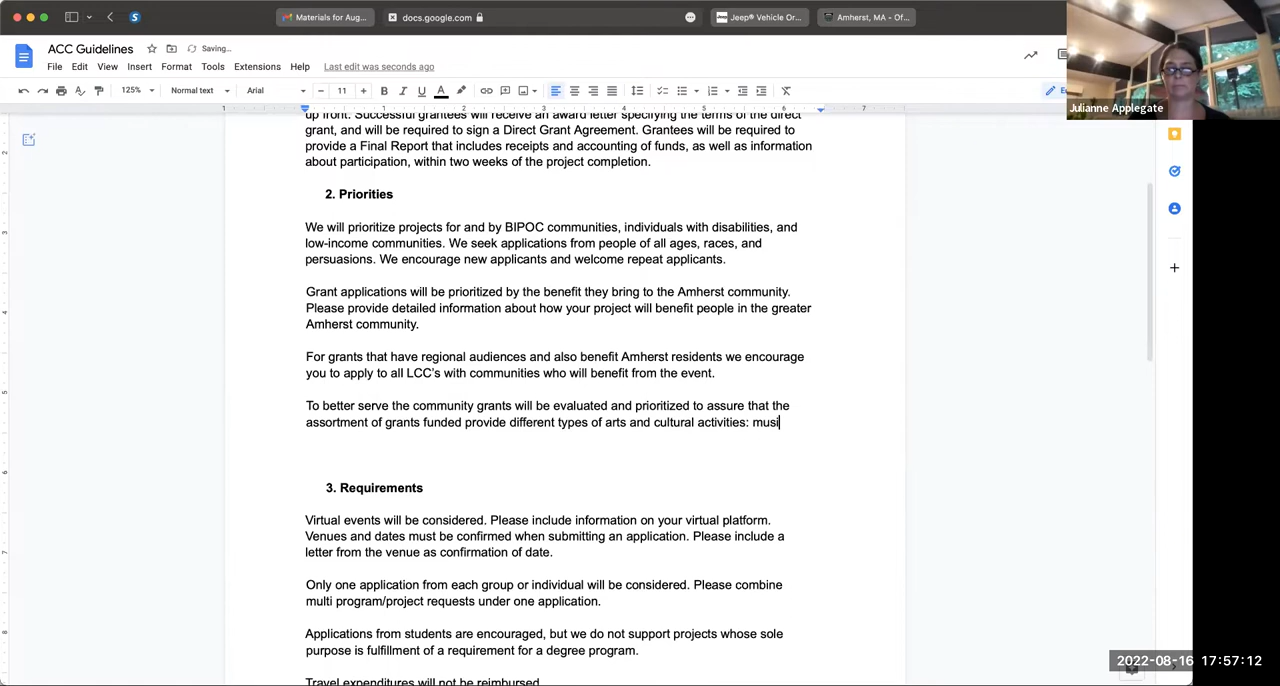 Materials for Aug...
docs.google.com
Jeep® Vehicle Or...
Amherst, MA - Of...
ACC Guidelines
Saving...
File Edit View Insert Format Tools Extensions Help Last edit was seconds ago
125% Normal text Arial 11 B I U A
Julianne Applegate
1 1 2 3 4 5 6 7
up front. Successful grantees will receive an award letter specifying the terms of the direct
grant, and will be required to sign a Direct Grant Agreement. Grantees will be required to
provide a Final Report that includes receipts and accounting of funds, as well as information
about participation, within two weeks of the project completion.
2. Priorities
We will prioritize projects for and by BIPOC communities, individuals with disabilities, and
low-income communities. We seek applications from people of all ages, races, and
persuasions. We encourage new applicants and welcome repeat applicants.
Grant applications will be prioritized by the benefit they bring to the Amherst community.
Please provide detailed information about how your project will benefit people in the greater
Amherst community.
For grants that have regional audiences and also benefit Amherst residents we encourage
you to apply to all LCC's with communities who will benefit from the event.
To better serve the community grants will be evaluated and prioritized to assure that the
assortment of grants funded provide different types of arts and cultural activities: musi
3. Requirements
Virtual events will be considered. Please include information on your virtual platform.
Venues and dates must be confirmed when submitting an application. Please include a
letter from the venue as confirmation of date.
Only one application from each group or individual will be considered. Please combine
multi program/project requests under one application.
Applications from students are encouraged, but we do not support projects whose sole
purpose is fulfillment of a requirement for a degree program.
Travel expenditures will not be reimbursed
2022-08-16 17:57:12